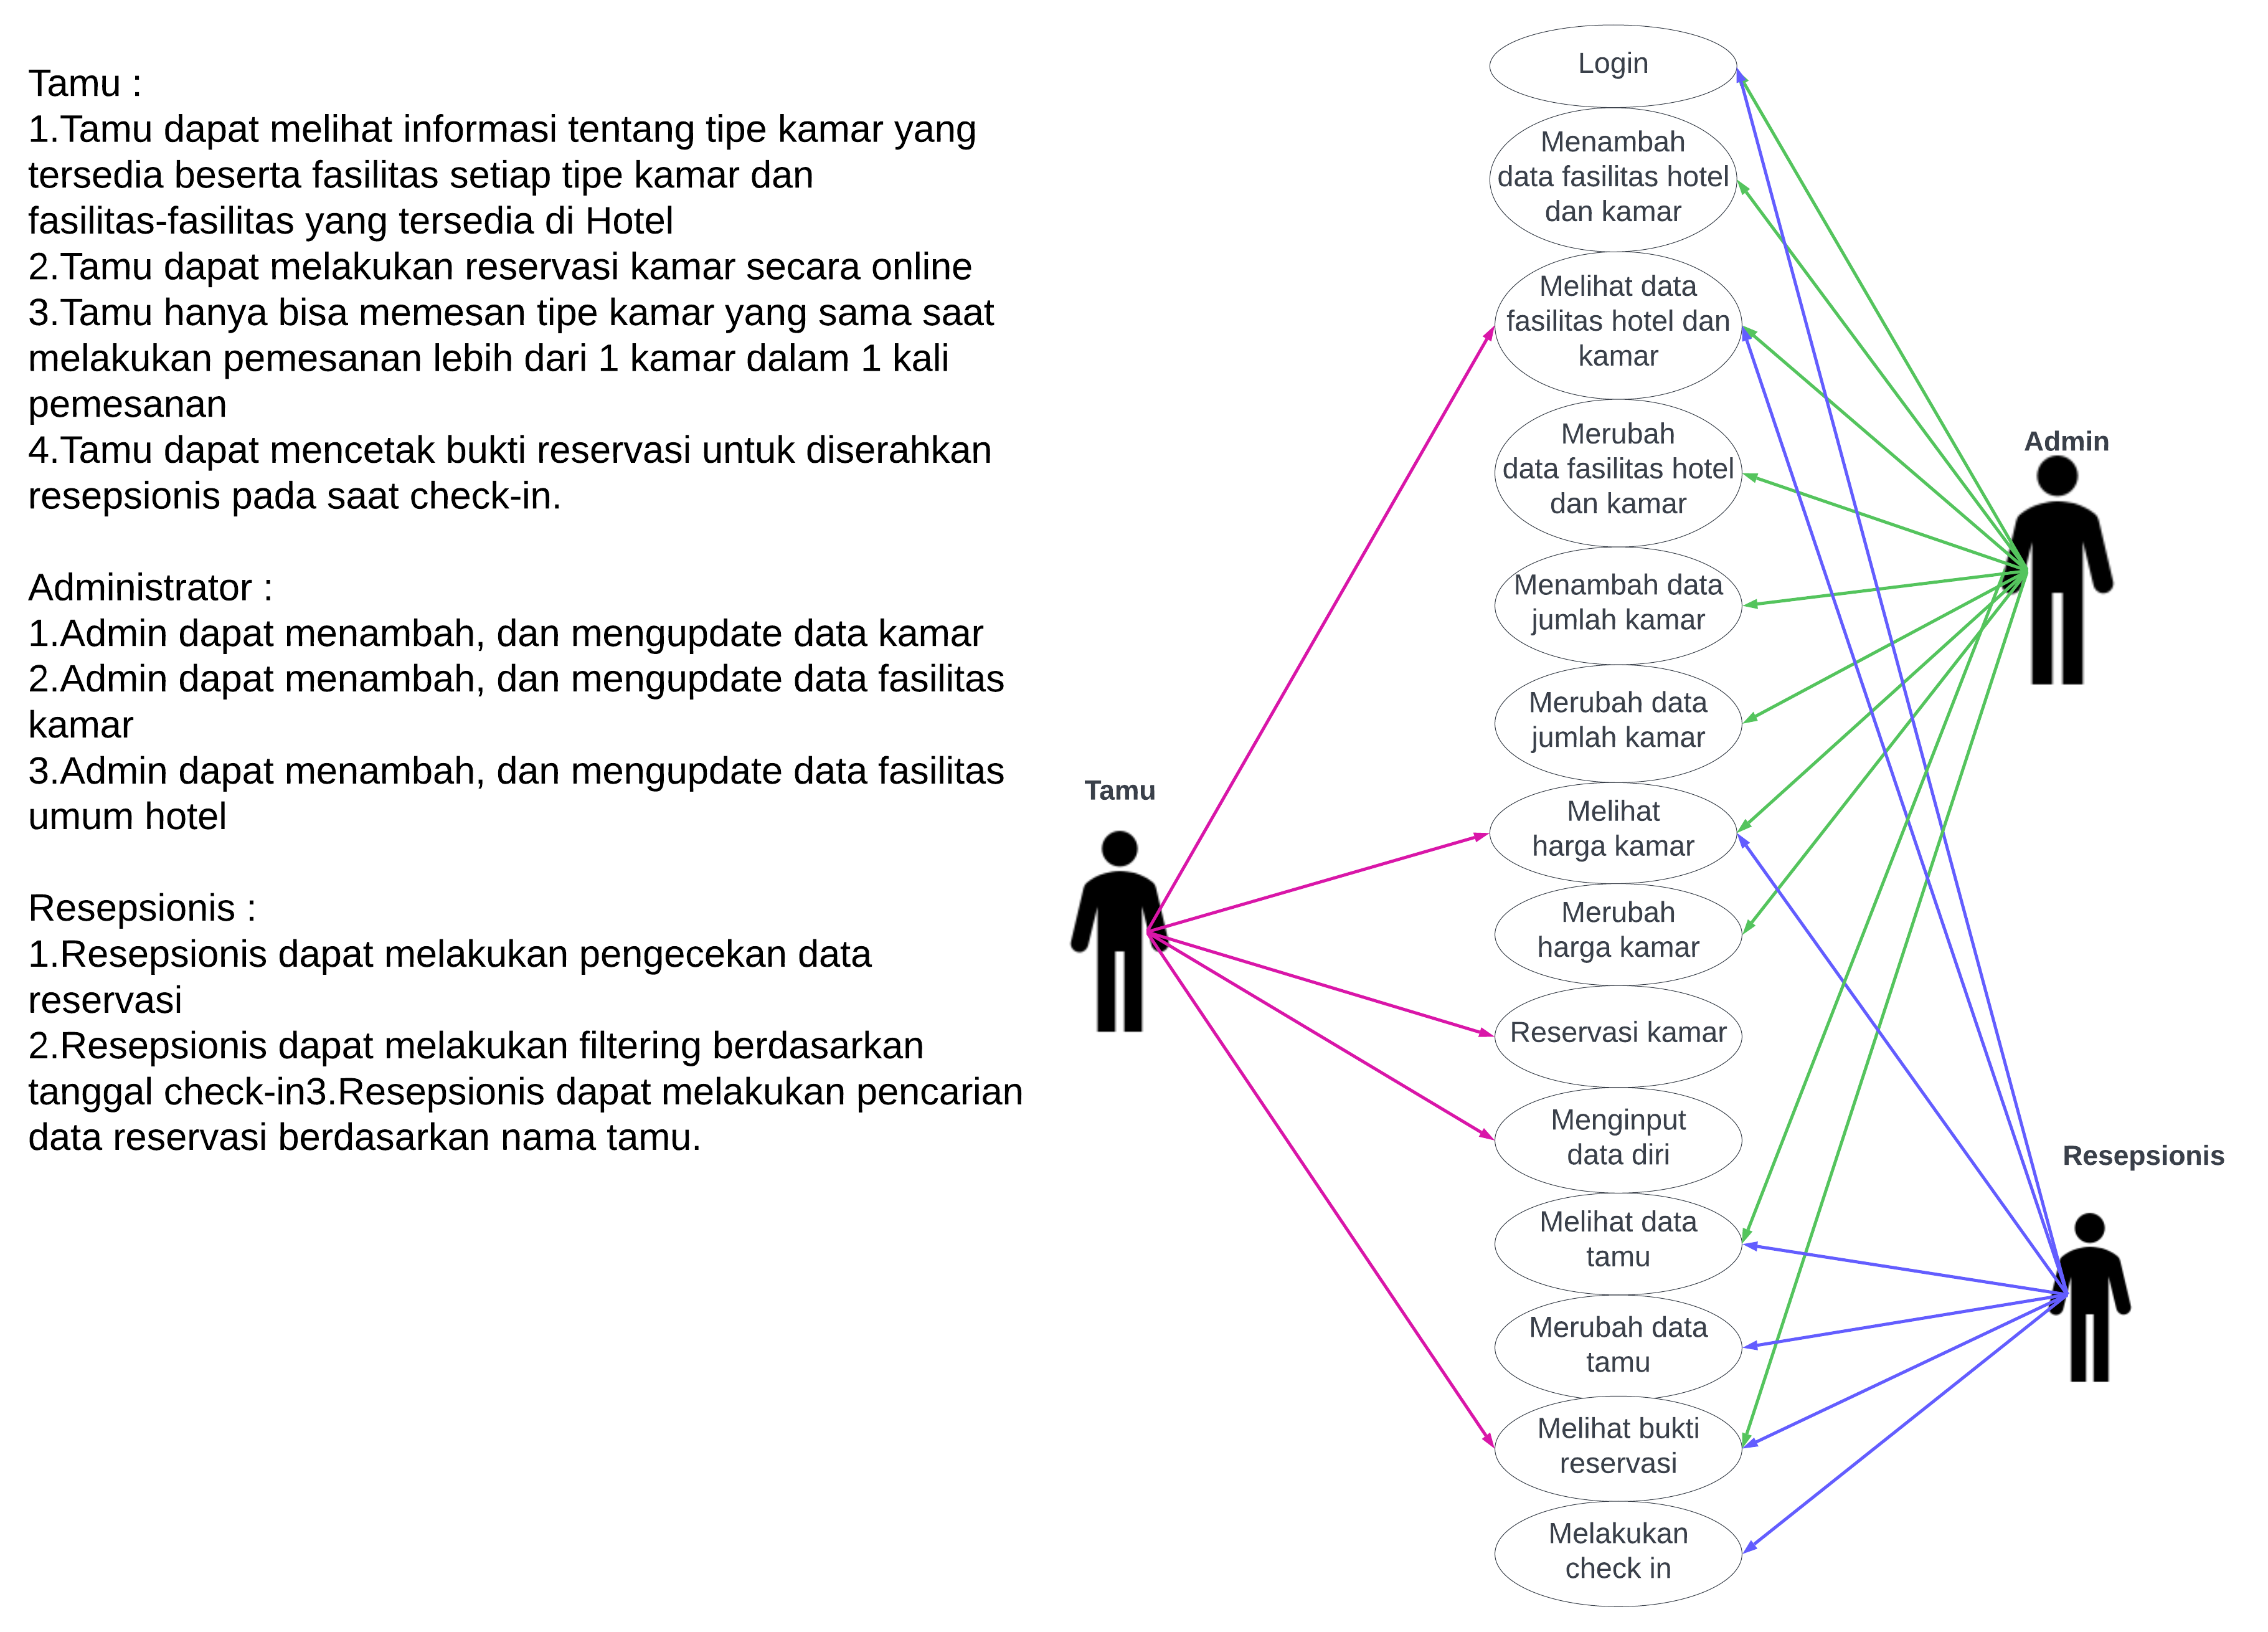 Tamu :
1.Tamu dapat melihat informasi tentang tipe kamar yang
tersedia beserta fasilitas setiap tipe kamar dan
fasilitas-fasilitas yang tersedia di Hotel
2.Tamu dapat melakukan reservasi kamar secara online
3.Tamu hanya bisa memesan tipe kamar yang sama saat
melakukan pemesanan lebih dari 1 kamar dalam 1 kali
pemesanan
4.Tamu dapat mencetak bukti reservasi untuk diserahkan
resepsionis pada saat check-in.
Administrator :
1.Admin dapat menambah, dan mengupdate data kamar
2.Admin dapat menambah, dan mengupdate data fasilitas
kamar
3.Admin dapat menambah, dan mengupdate data fasilitas
umum hotel
Resepsionis :
1.Resepsionis dapat melakukan pengecekan data
reservasi
2.Resepsionis dapat melakukan filtering berdasarkan
tanggal check-in3.Resepsionis dapat melakukan pencarian
data reservasi berdasarkan nama tamu.
Tamu
Login
Menambah
data fasilitas hotel
dan kamar
Melihat data
fasilitas hotel dan
kamar
Merubah
data fasilitas hotel
dan kamar
Menambah data
jumlah kamar
Merubah data
jumlah kamar
Melihat
harga kamar
Merubah
harga kamar
Reservasi kamar
Menginput
data diri
Melihat data
tamu
Merubah data
tamu
Melihat bukti
reservasi
Melakukan
check in
Admin
Resepsionis